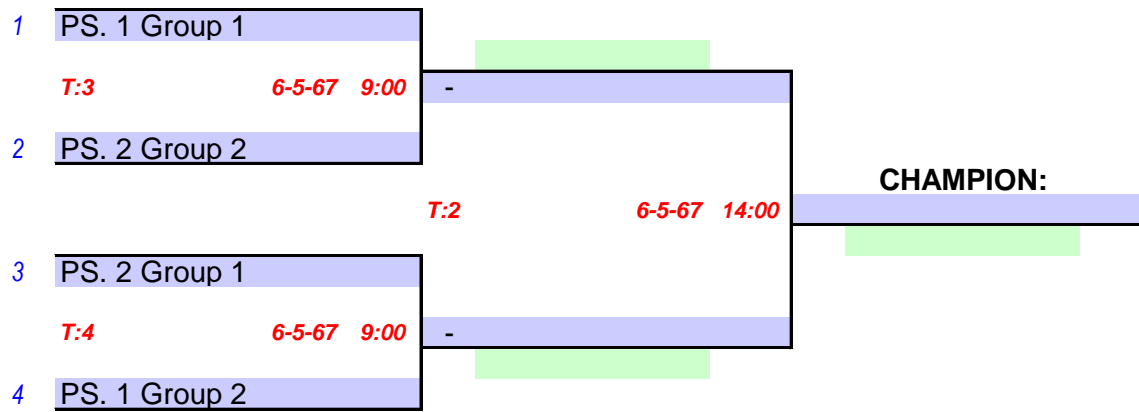 1 PS. 1 Group 1
T:3 6-5-67 9:00 -
2 PS. 2 Group 2
CHAMPION:
T:2 6-5-67 14:00
3 PS. 2 Group 1
T:4 6-5-67 9:00 -
4 PS. 1 Group 2